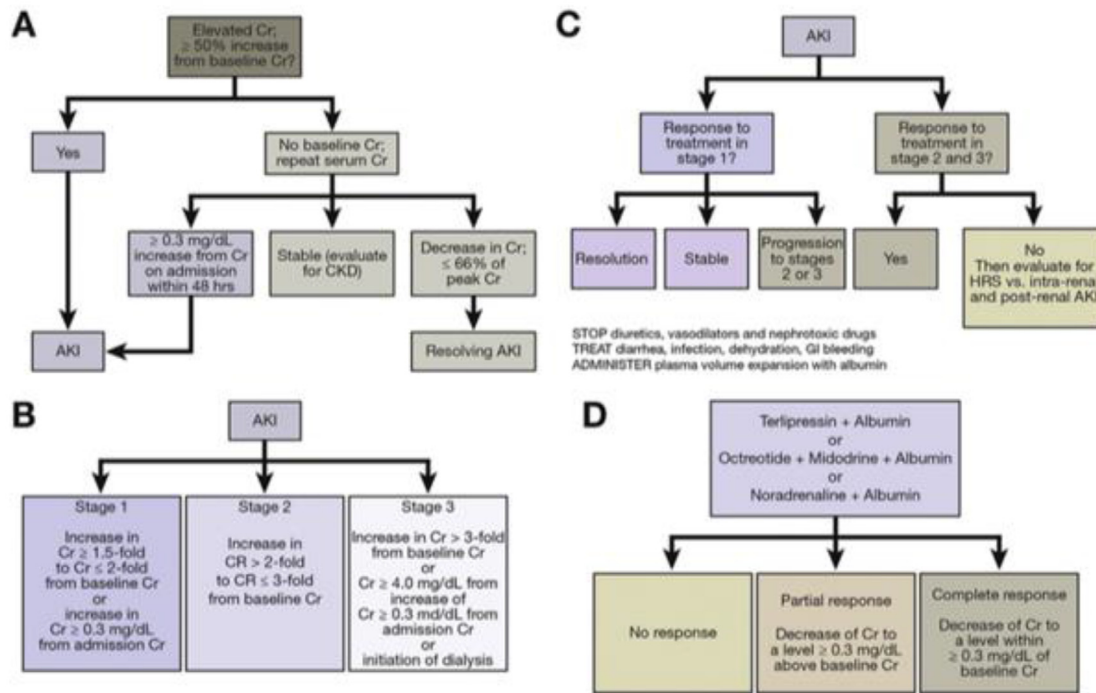 A
Elevated Cr;
≥ 50% increase
from baseline Cr?
Yes
No baseline Cr;
repeat serum Cr
≥ 0.3 mg/dL
increase from Cr
on admission
within 48 hrs
Stable (evaluate
for CKD)
Decrease in Cr;
≤ 66% of
peak Cr
AKI
Resolving AKI
B
AKI
Stage 1
Increase in
Cr ≥ 1.5-fold
to Cr ≤ 2-fold
from baseline Cr
or
increase in
Cr ≥ 0.3 mg/dL
from admission Cr
Stage 2
Increase in
CR > 2-fold
to CR ≤ 3-fold
from baseline Cr
Stage 3
Increase in Cr > 3-fold
from baseline Cr
or
Cr ≥ 4.0 mg/dL from
increase of
Cr ≥ 0.3 md/dL from
admission Cr
or
initiation of dialysis
C
AKI
Response to
treatment in
stage 1?
Response to
treatment in
stage 2 and 3?
Resolution
Stable
Progression
to stages
2 or 3
Yes
No
Then evaluate for
HRS vs. intra-renal
and post-renal AKI
STOP diuretics, vasodilators and nephrotoxic drugs
TREAT diarrhea, infection, dehydration, GI bleeding
ADMINISTER plasma volume expansion with albumin
D
Terlipressin + Albumin
or
Octreotide + Midodrine + Albumin
or
Noradrenaline + Albumin
No response
Partial response
Decrease of Cr to
a level ≥ 0.3 mg/dL
above baseline Cr
Complete response
Decrease of Cr to
a level within
≥ 0.3 mg/dL of
baseline Cr